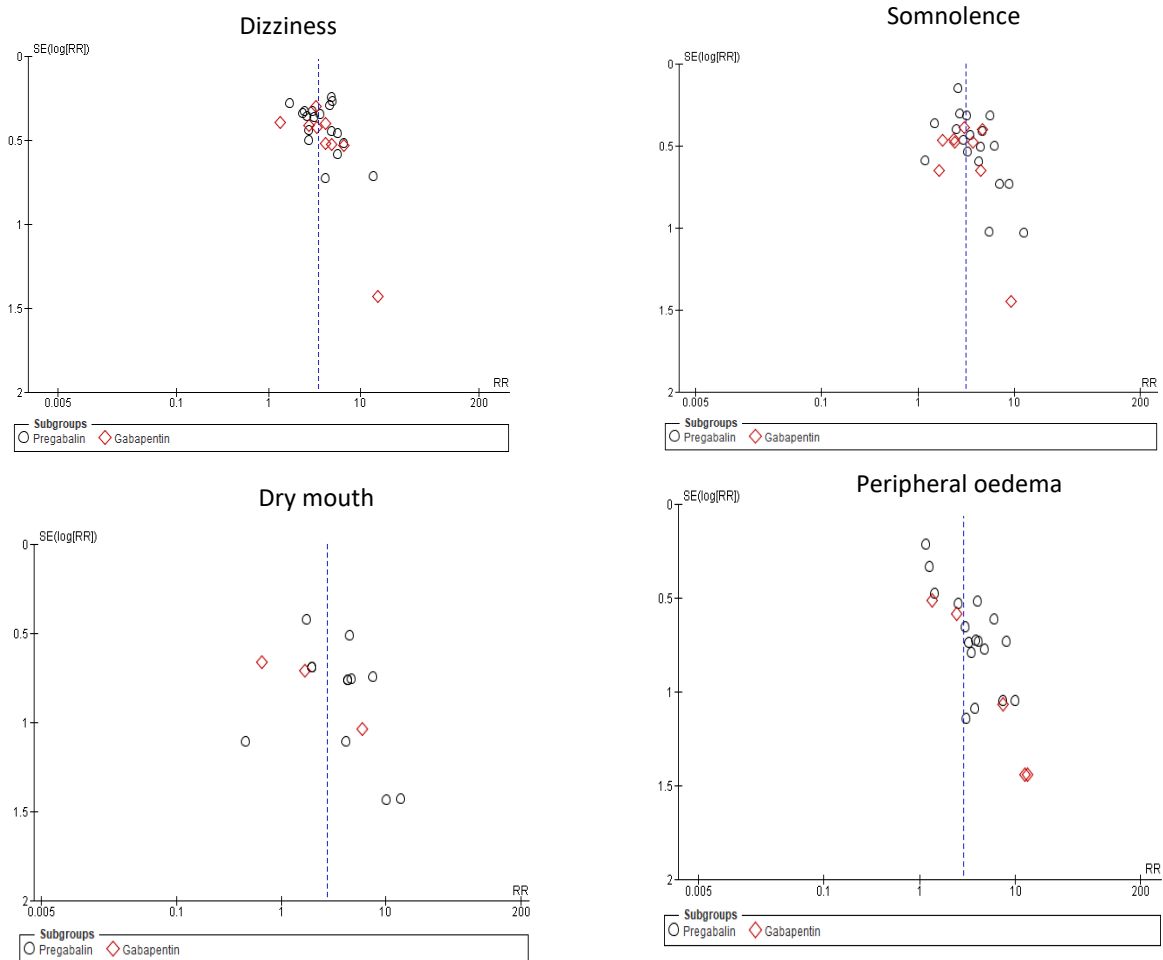 Dizziness
SE(log[RR])
0
0.5
1
1.5
2
RR
0.005
0.1
1
10
200
Subgroups
Pregabalin
Gabapentin
Somnolence
SE(log[RR])
0
0.5
1
1.5
2
RR
0.005
0.1
1
10
200
Subgroups
Pregabalin
Gabapentin
Dry mouth
SE(log[RR])
0
0.5
1
1.5
2
RR
0.005
0.1
1
10
200
Subgroups
Pregabalin
Gabapentin
Peripheral oedema
SE(log[RR])
0
0.5
1
1.5
2
RR
0.005
0.1
1
10
200
Subgroups
Pregabalin
Gabapentin